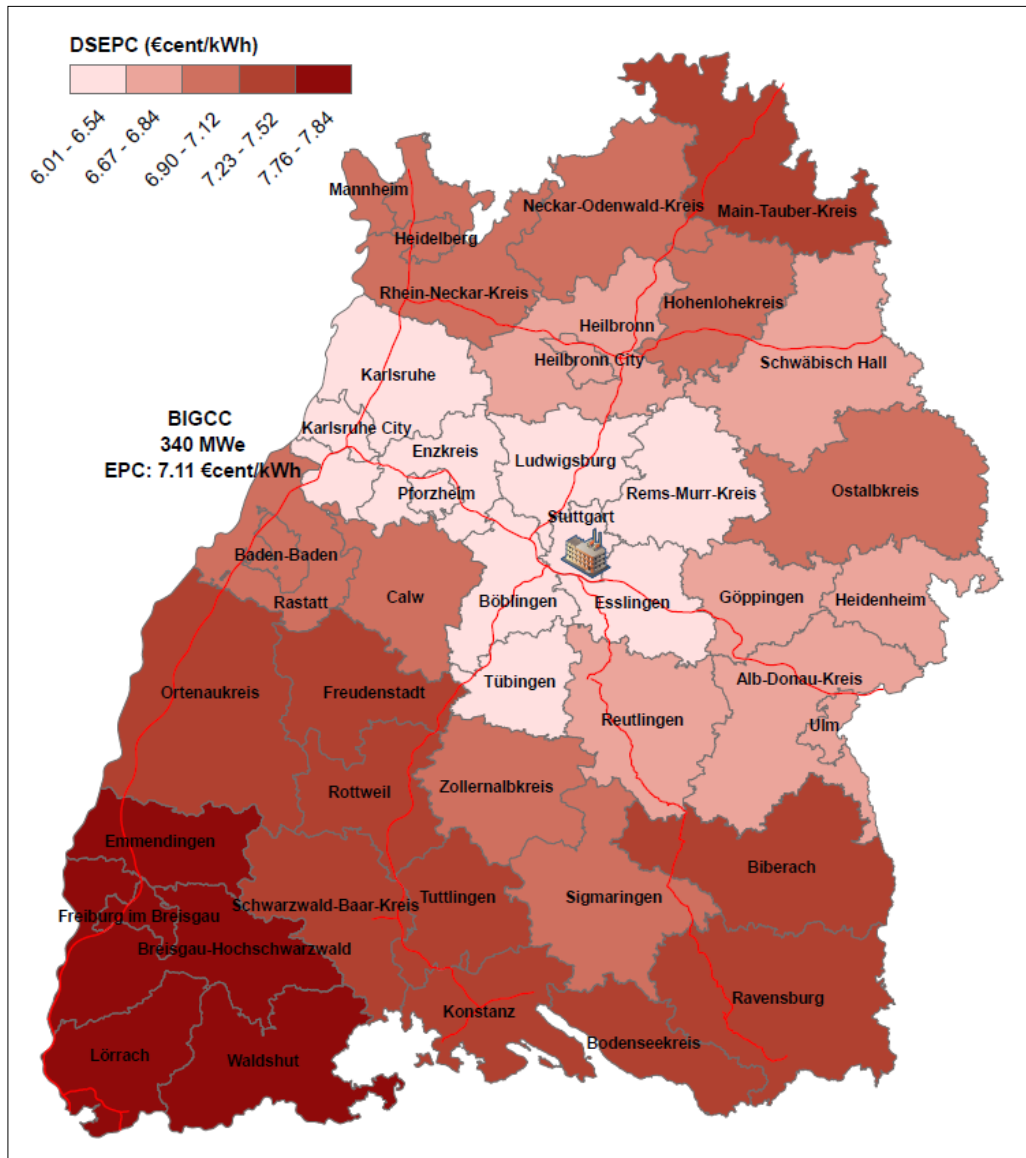 DSEPC (€cent/kWh)
6.01 - 6.54
6.67 - 6.84
6.90 - 7.12
7.23 - 7.52
7.76 - 7.84
Mannheim
Neckar-Odenwald-Kreis
Main-Tauber-Kreis
Heidelberg
Rhein-Neckar-Kreis
Hohenlohekreis
Heilbronn
Heilbronn City
Schwäbisch Hall
Karlsruhe
BIGCC
340 MWe
EPC: 7.11 €cent/kWh
Karlsruhe City
Enzkreis
Ludwigsburg
Pforzheim
Rems-Murr-Kreis
Ostalbkreis
Stuttgart
Baden-Baden
Rastatt
Calw
Böblingen
Esslingen
Göppingen
Heidenheim
Ortenaukreis
Freudenstadt
Tübingen
Alb-Donau-Kreis
Reutlingen
Ulm
Rottweil
Zollernalbkreis
Emmendingen
Biberach
Freiburg im Breisgau
Schwarzwald-Baar-Kreis
Tuttlingen
Sigmaringen
Breisgau-Hochschwarzwald
Konstanz
Ravensburg
Bodenseekreis
Lörrach
Waldshut